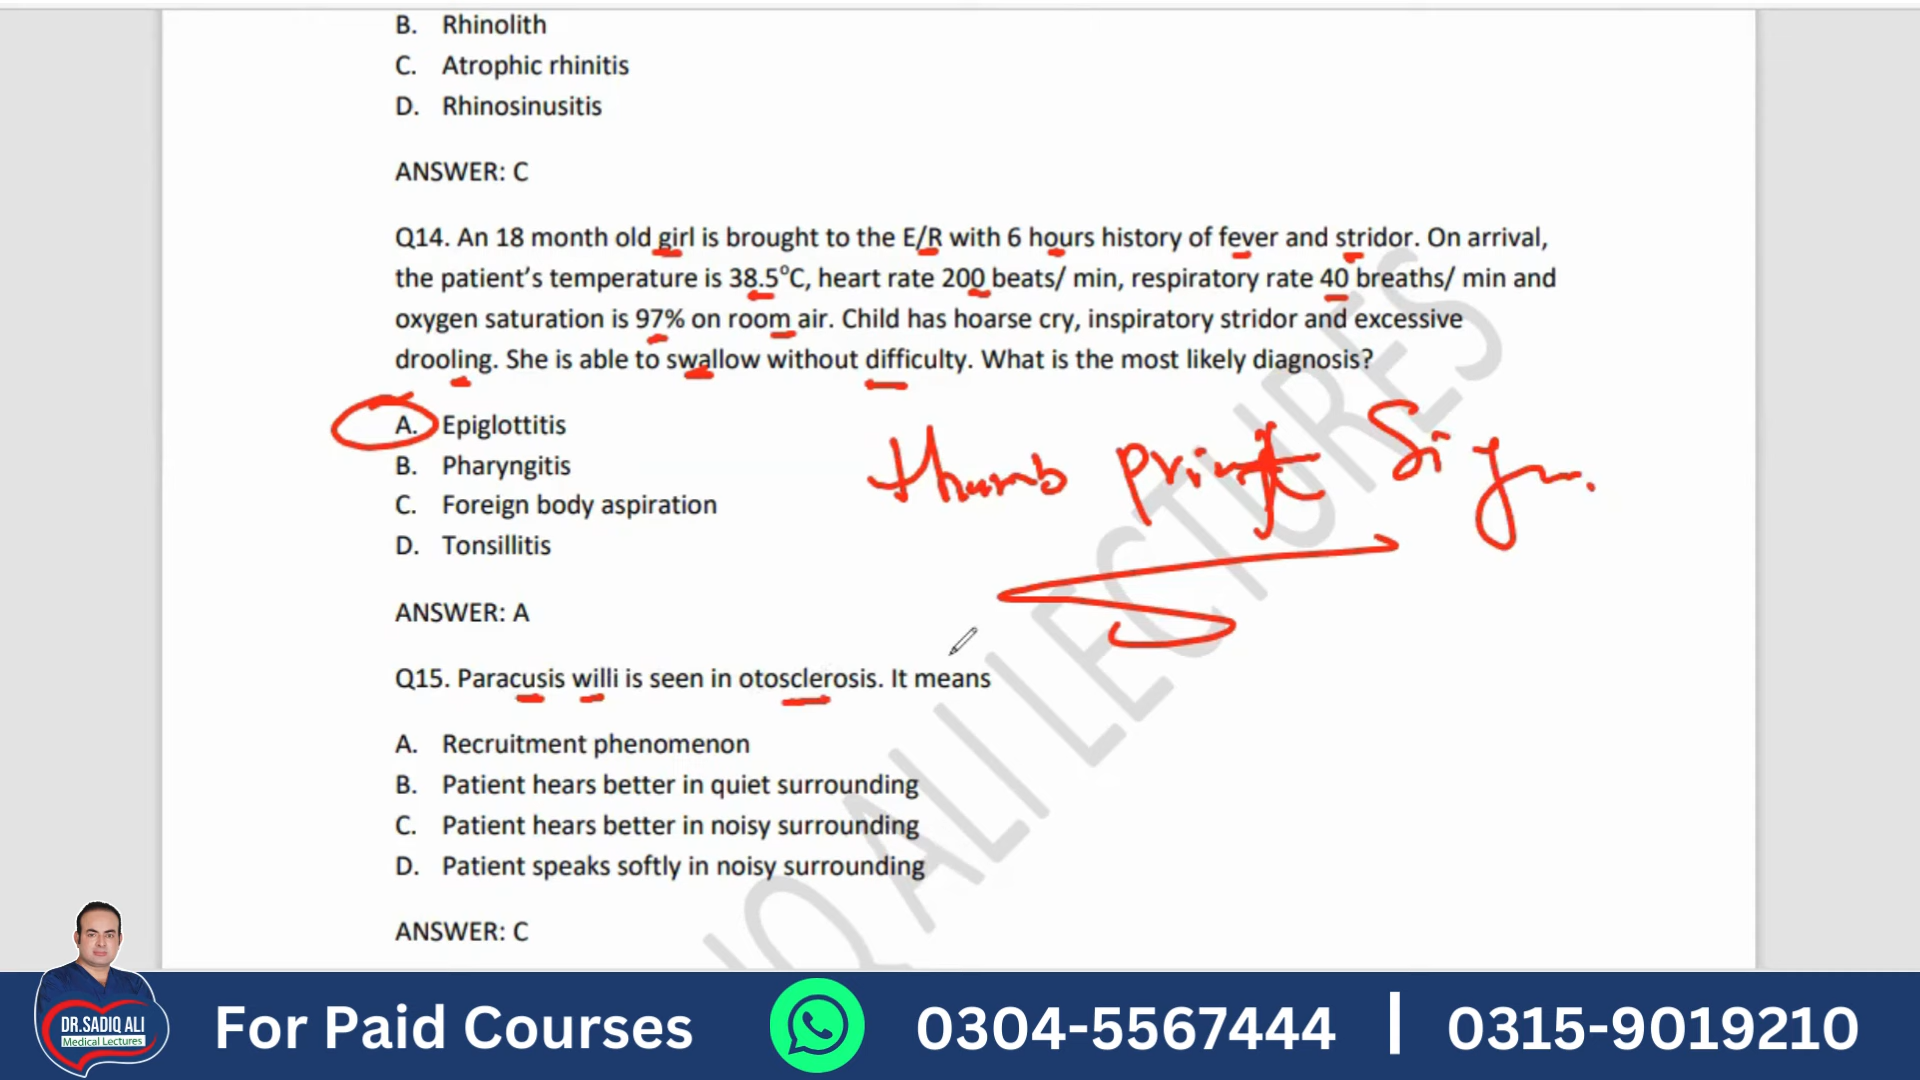 B. Rhinolith
C. Atrophic rhinitis
D. Rhinosinusitis
ANSWER: C
Q14. An 18 month old girl is brought to the E/R with 6 hours history of fever and stridor. On arrival,
the patient's temperature is 38.5°C, heart rate 200 beats/ min, respiratory rate 40 breaths/ min and
oxygen saturation is 97% on room air. Child has hoarse cry, inspiratory stridor and excessive
drooling. She is able to swallow without difficulty. What is the most likely diagnosis?
A. Epiglottitis
thumb print Sign.
B. Pharyngitis
C. Foreign body aspiration
D. Tonsillitis
ANSWER: A
Q15. Paracusis willi is seen in otosclerosis. It means
A. Recruitment phenomenon
B. Patient hears better in quiet surrounding
C. Patient hears better in noisy surrounding
D. Patient speaks softly in noisy surrounding
ANSWER: C
IQ ALI LECTURES
DR.SADIQ ALI
Medical Lectures
For Paid Courses
0304-5567444 | 0315-9019210